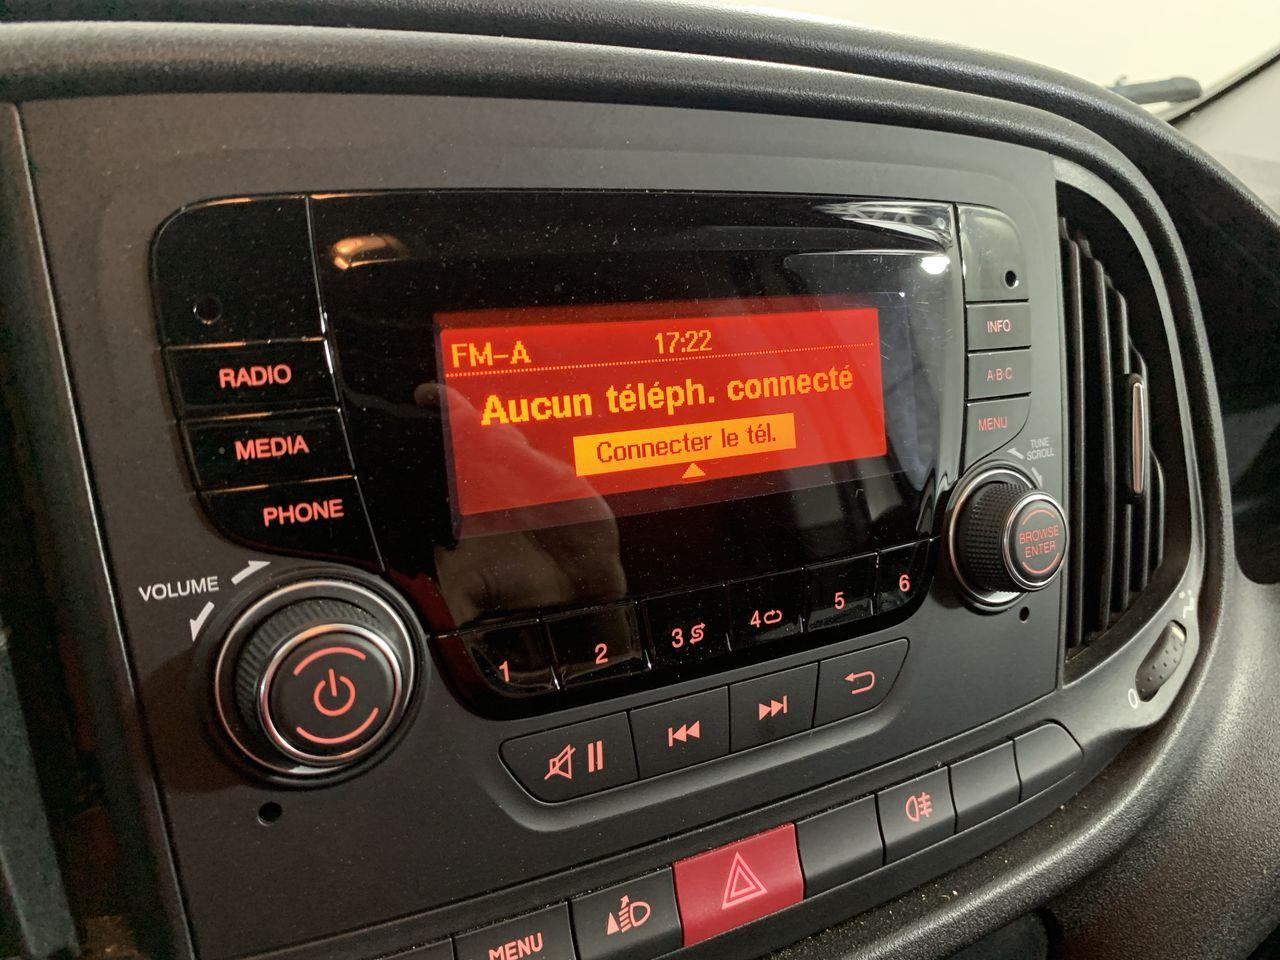 FM-A 17:22
Aucun téléph. connecté
Connecter le tél.
RADIO
MEDIA
PHONE
VOLUME
INFO
A·B·C
MENU
TUNE
SCROLL
BROWSE
ENTER
1 2 3 4 5 6
0
MENU